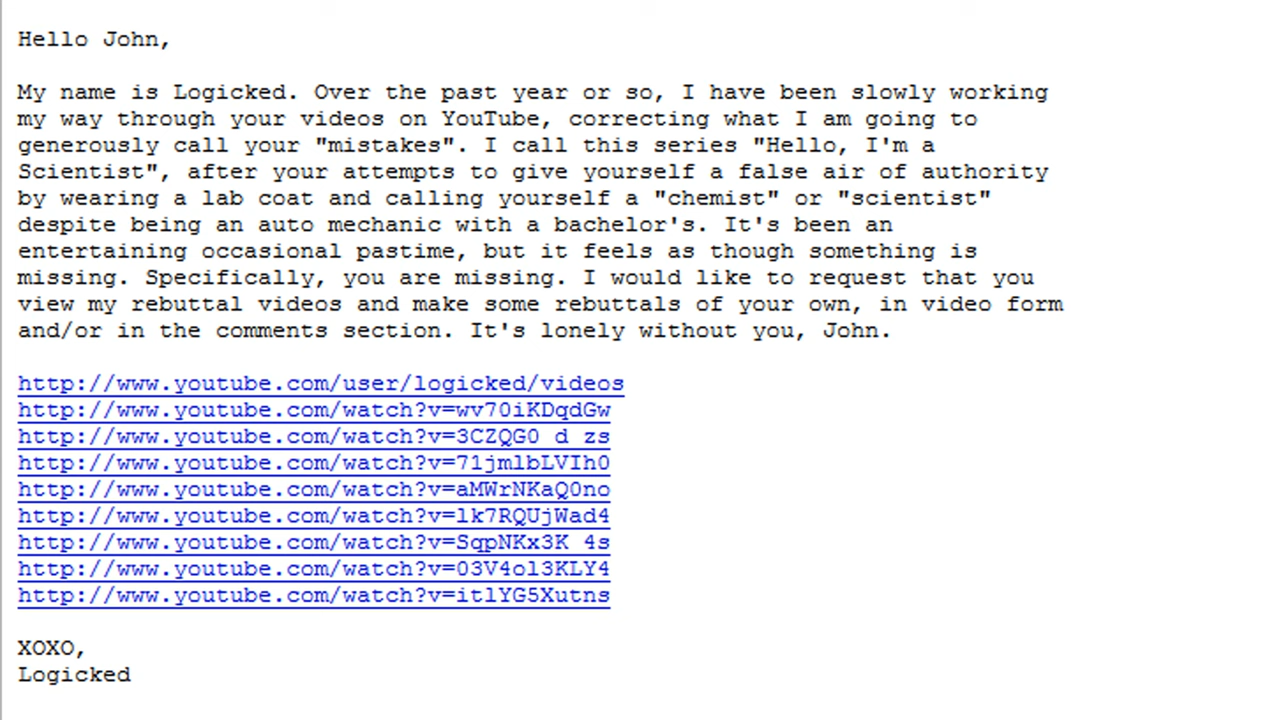 Hello John,
My name is Logicked. Over the past year or so, I have been slowly working
my way through your videos on YouTube, correcting what I am going to
generously call your "mistakes". I call this series "Hello, I'm a
Scientist", after your attempts to give yourself a false air of authority
by wearing a lab coat and calling yourself a "chemist" or "scientist"
despite being an auto mechanic with a bachelor's. It's been an
entertaining occasional pastime, but it feels as though something is
missing. Specifically, you are missing. I would like to request that you
view my rebuttal videos and make some rebuttals of your own, in video form
and/or in the comments section. It's lonely without you, John.
http://www.youtube.com/user/logicked/videos
http://www.youtube.com/watch?v=wv70iKDqdGw
http://www.youtube.com/watch?v=3CZQG0_d_zs
http://www.youtube.com/watch?v=71jmlbLVIh0
http://www.youtube.com/watch?v=aMWrNKaQ0no
http://www.youtube.com/watch?v=lk7RQUjWad4
http://www.youtube.com/watch?v=SqpNKx3K_4s
http://www.youtube.com/watch?v=03V4ol3KLY4
http://www.youtube.com/watch?v=itlYG5Xutns
XOXO,
Logicked